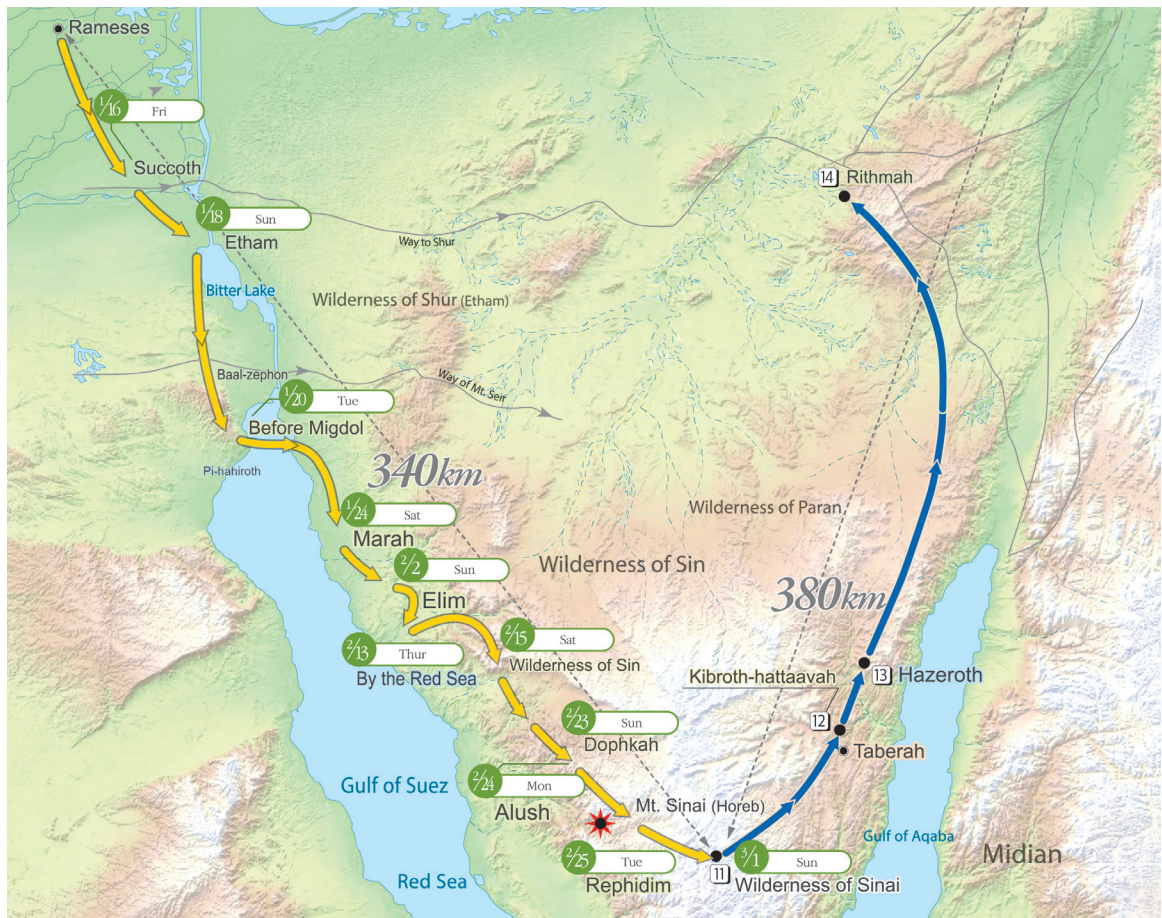 Rameses
1/16 Fri
Succoth
1/18 Sun
Etham
Way to Shur
Bitter Lake
Wilderness of Shur (Etham)
14 Rithmah
Baal-zephon
Way of Mt. Seir
1/20 Tue
Before Migdol
Pi-hahiroth
340km
1/24 Sat
Marah
Wilderness of Paran
2/2 Sun
Elim
Wilderness of Sin
380km
2/13 Thur
By the Red Sea
2/15 Sat
Wilderness of Sin
Kibroth-hattaavah
13 Hazeroth
12
2/23 Sun
Dophkah
Taberah
2/24 Mon
Alush
Gulf of Suez
Mt. Sinai (Horeb)
Gulf of Aqaba
Midian
2/25 Tue
Rephidim
11
3/1 Sun
Wilderness of Sinai
Red Sea